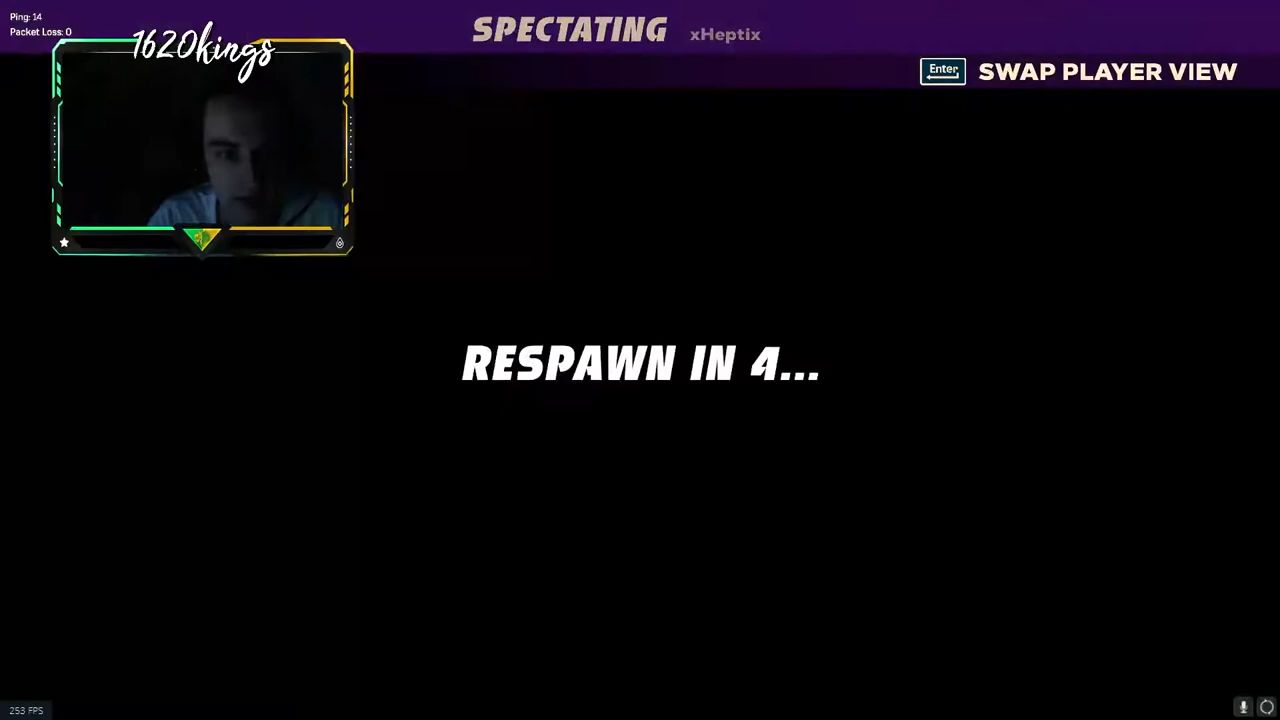 Ping: 14
Packet Loss: 0
1620kings
SPECTATING xHeptix
Enter SWAP PLAYER VIEW
RESPAWN IN 4...
253 FPS